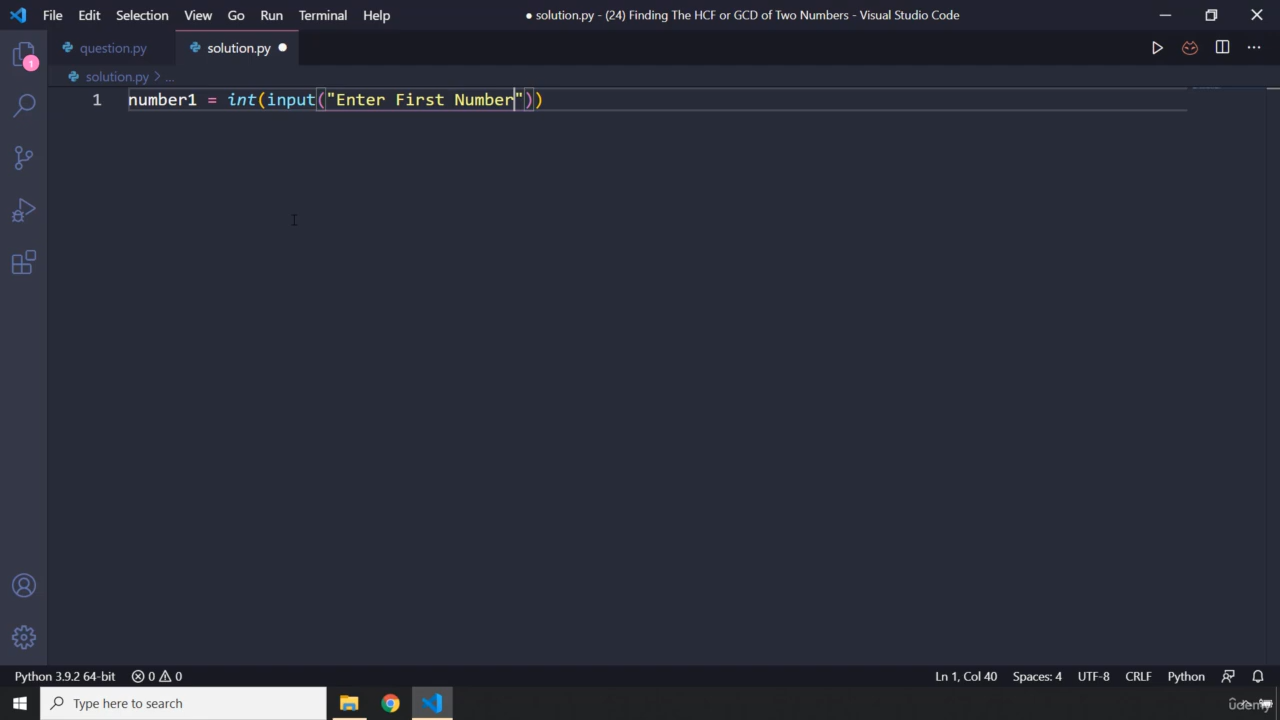 File Edit Selection View Go Run Terminal Help
● solution.py - (24) Finding The HCF or GCD of Two Numbers - Visual Studio Code
question.py solution.py ●
solution.py > ...
1 number1 = int(input("Enter First Number"))
1
Python 3.9.2 64-bit 0 0 Ln 1, Col 40 Spaces: 4 UTF-8 CRLF Python
Type here to search
udemy